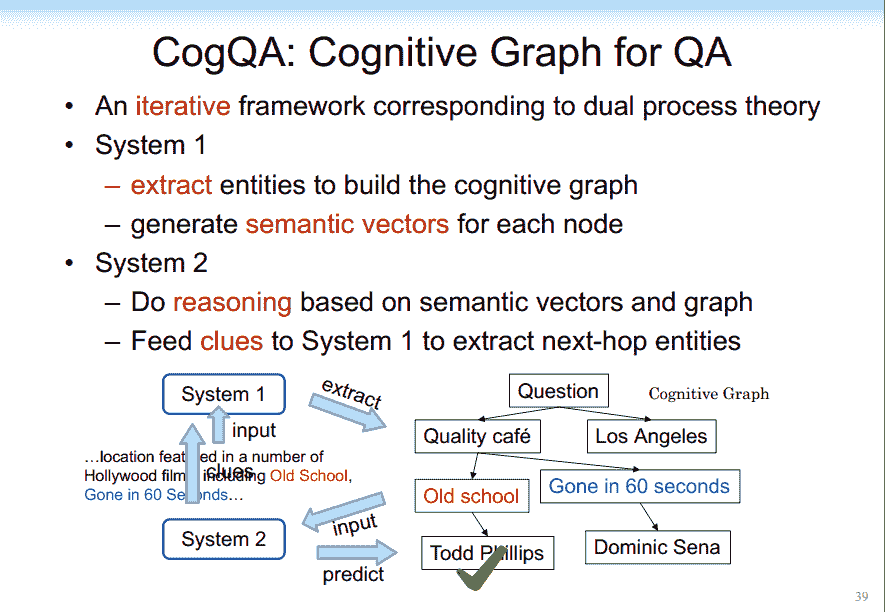 CogQA: Cognitive Graph for QA
• An iterative framework corresponding to dual process theory
• System 1
– extract entities to build the cognitive graph
– generate semantic vectors for each node
• System 2
– Do reasoning based on semantic vectors and graph
– Feed clues to System 1 to extract next-hop entities
System 1
extract
input
…location featured in a number of
Hollywood films including Old School,
Gone in 60 Seconds…
clues
System 2
input
predict
Question
Cognitive Graph
Quality café
Los Angeles
Old school
Gone in 60 seconds
Todd Phillips
Dominic Sena
39